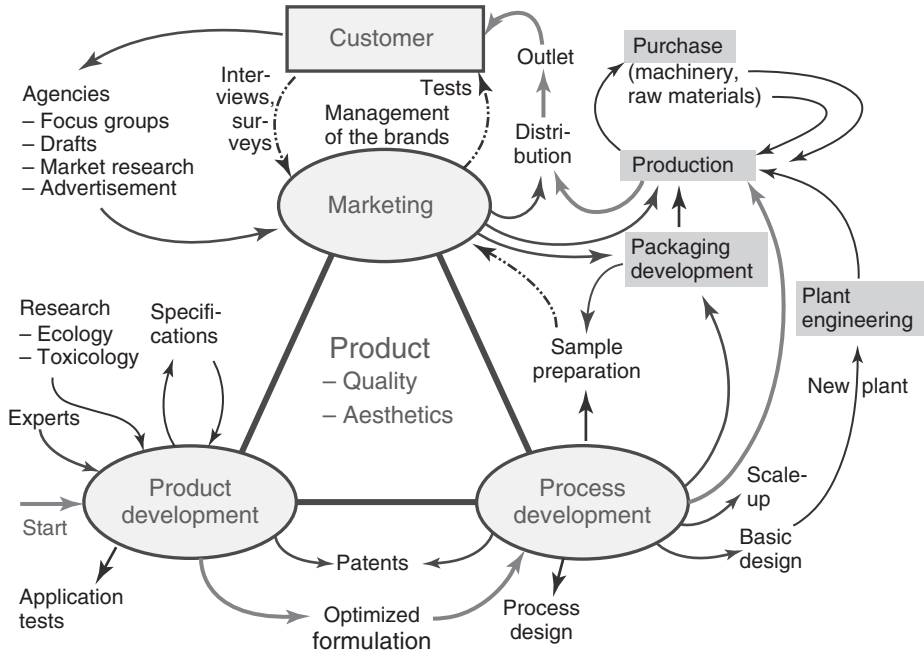 Customer
Agencies
– Focus groups
– Drafts
– Market research
– Advertisement
Inter-
views,
sur-
veys
Tests
Management
of the brands
Marketing
Outlet
Distri-
bution
Purchase
(machinery,
raw materials)
Production
Packaging
development
Plant
engineering
New plant
Sample
preparation
Research
– Ecology
– Toxicology
Specifi-
cations
Experts
Product
– Quality
– Aesthetics
Start
Product
development
Process
development
Scale-
up
Basic
design
Patents
Application
tests
Optimized
formulation
Process
design